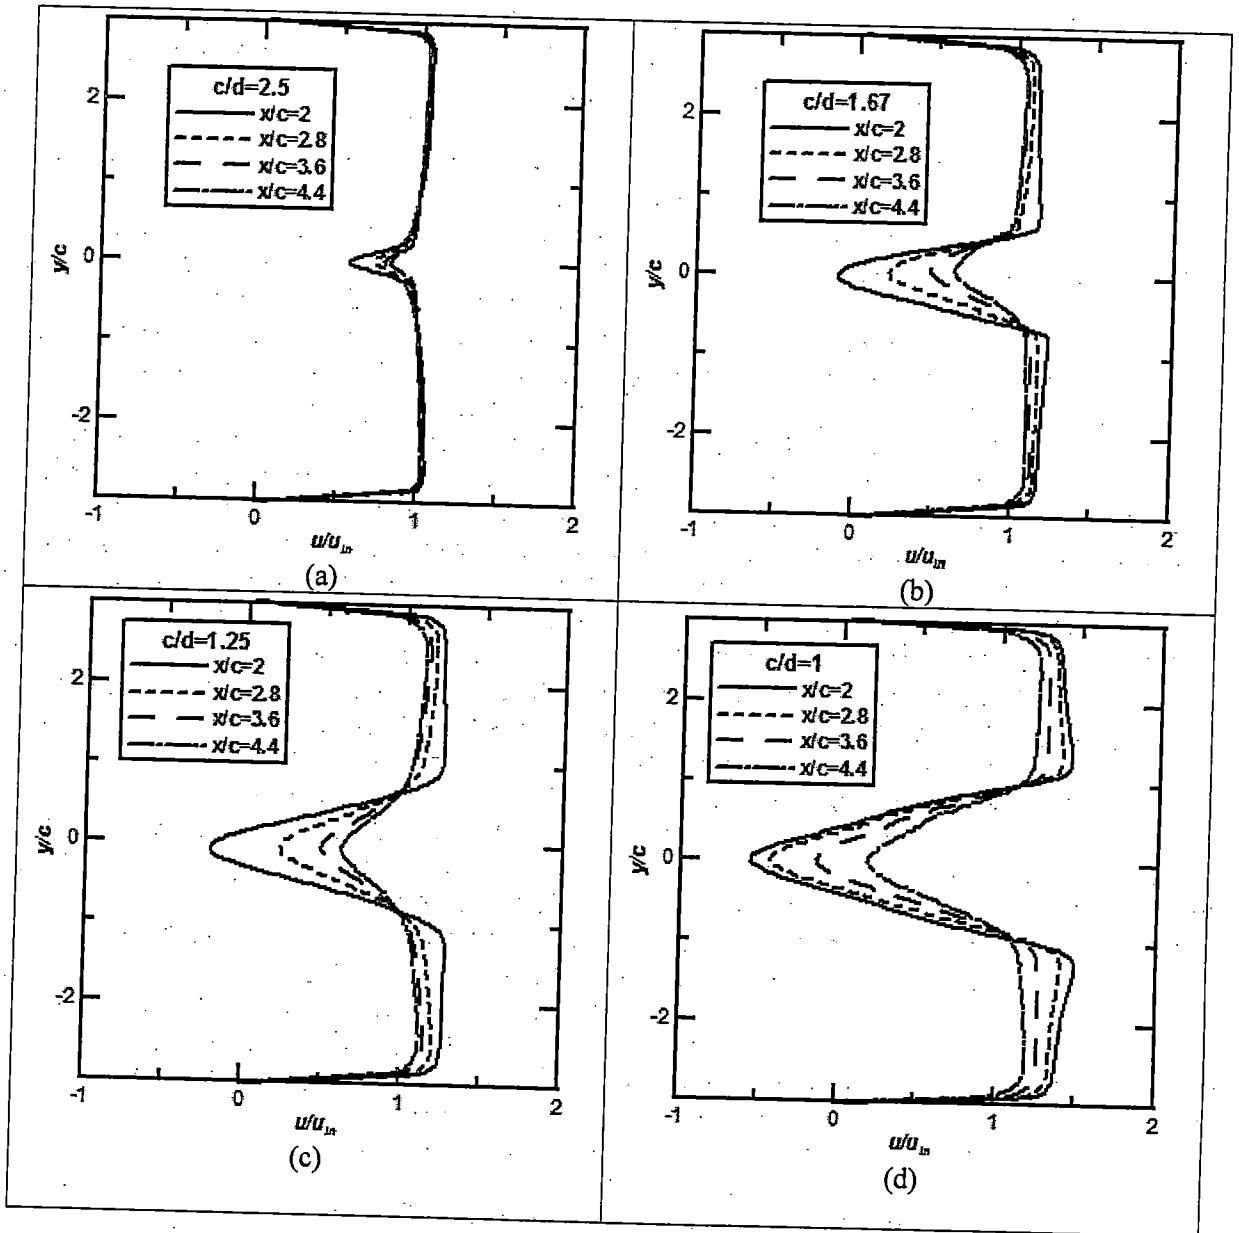 c/d=2.5
x/c=2
x/c=2.8
x/c=3.6
x/c=4.4
2
0
-2
y/c
-1
0
1
2
u/u_in
(a)
c/d=1.67
x/c=2
x/c=2.8
x/c=3.6
x/c=4.4
2
0
-2
y/c
-1
0
1
2
u/u_in
(b)
c/d=1.25
x/c=2
x/c=2.8
x/c=3.6
x/c=4.4
2
0
-2
y/c
-1
0
1
2
u/u_in
(c)
c/d=1
x/c=2
x/c=2.8
x/c=3.6
x/c=4.4
2
0
-2
y/c
-1
0
1
2
u/u_in
(d)